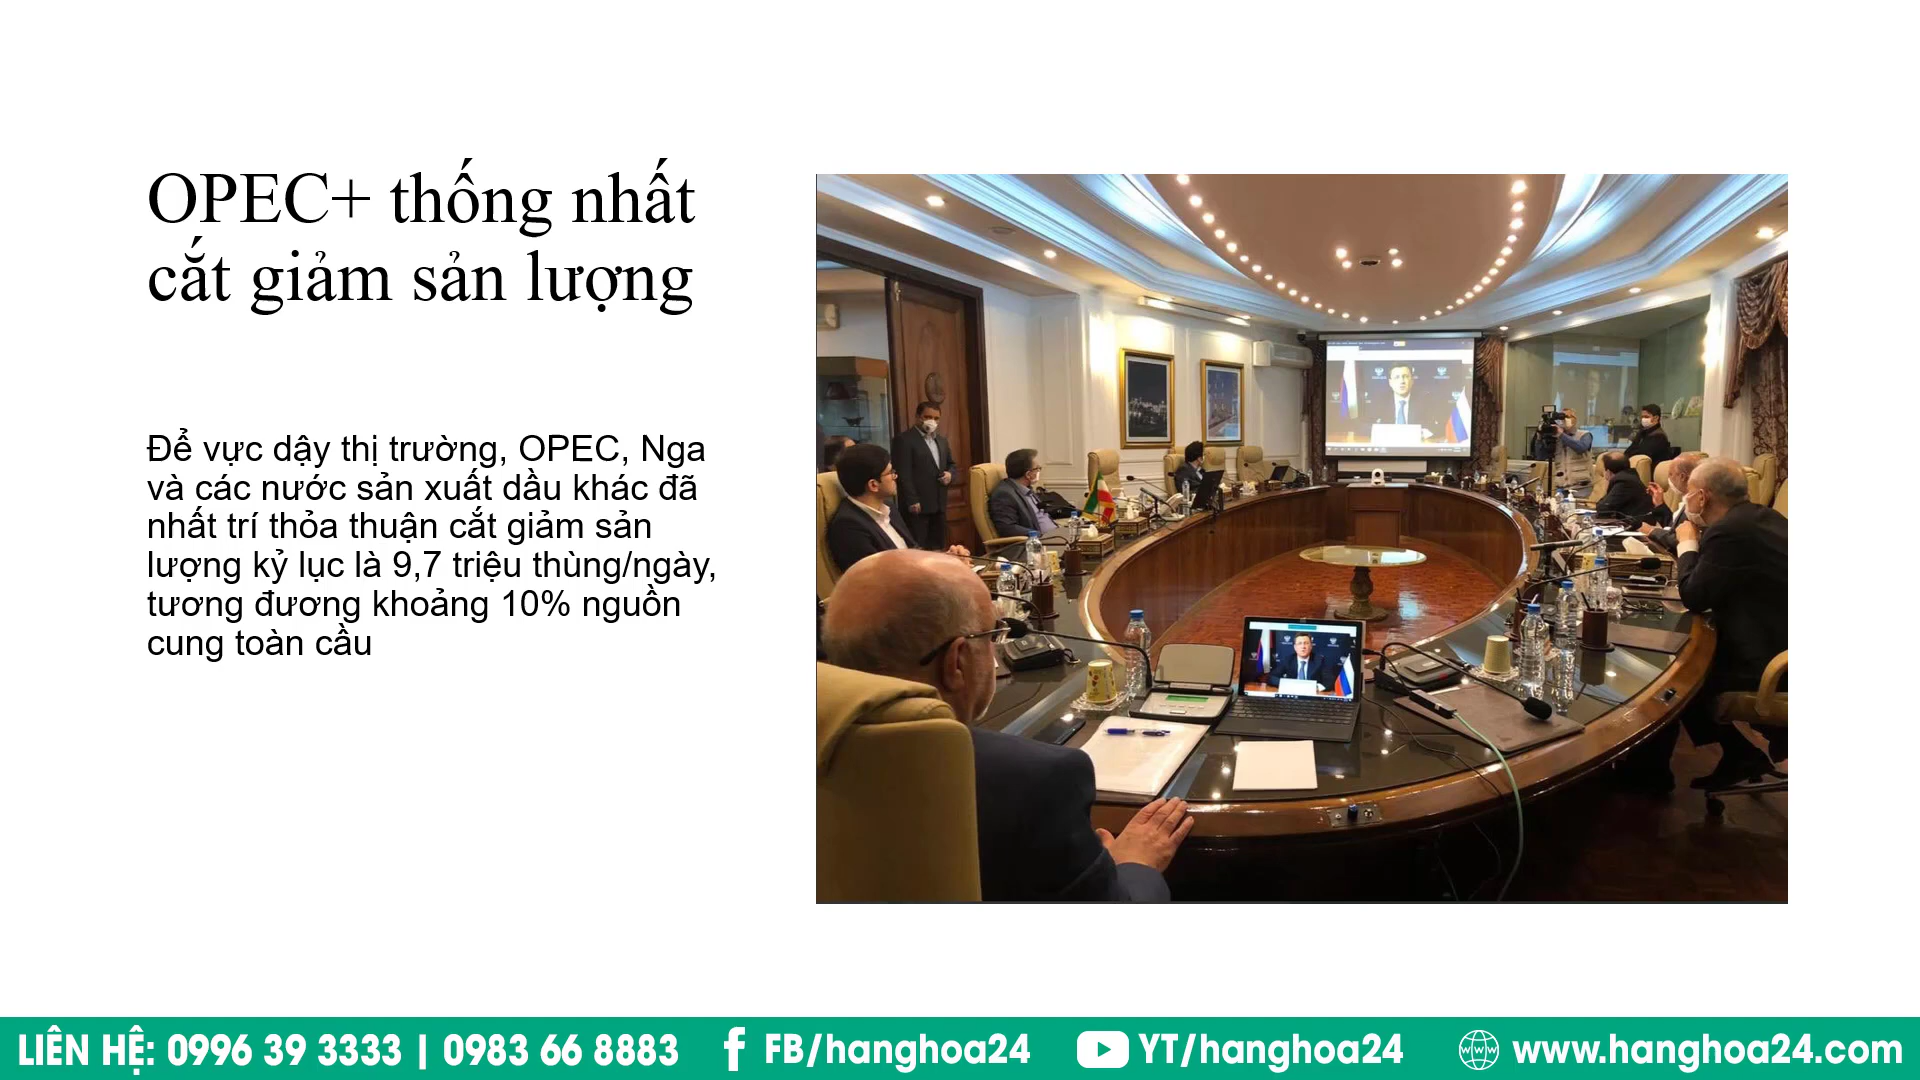 OPEC+ thống nhất
cắt giảm sản lượng
Để vực dậy thị trường, OPEC, Nga
và các nước sản xuất dầu khác đã
nhất trí thỏa thuận cắt giảm sản
lượng kỷ lục là 9,7 triệu thùng/ngày,
tương đương khoảng 10% nguồn
cung toàn cầu
LIÊN HỆ: 0996 39 3333 | 0983 66 8883 FB/hanghoa24 YT/hanghoa24 www.hanghoa24.com